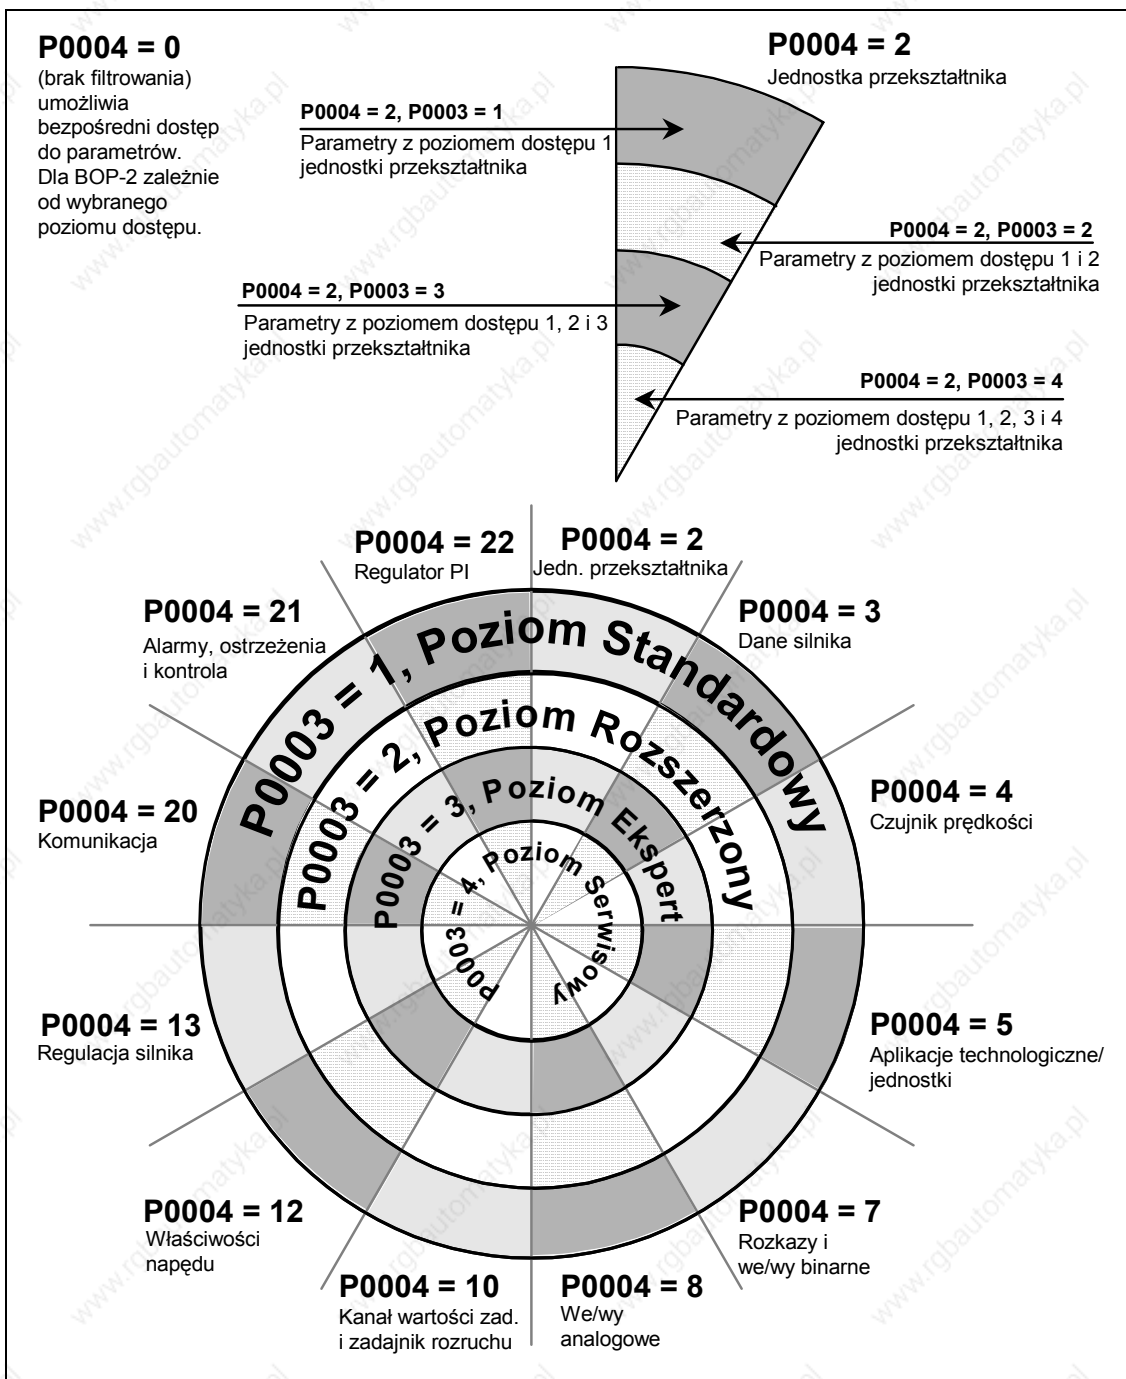 P0004 = 0
(brak filtrowania)
umożliwia
bezpośredni dostęp
do parametrów.
Dla BOP-2 zależnie
od wybranego
poziomu dostępu.
P0004 = 2
Jednostka przekształtnika
P0004 = 2, P0003 = 1
Parametry z poziomem dostępu 1
jednostki przekształtnika
P0004 = 2, P0003 = 2
Parametry z poziomem dostępu 1 i 2
jednostki przekształtnika
P0004 = 2, P0003 = 3
Parametry z poziomem dostępu 1, 2 i 3
jednostki przekształtnika
P0004 = 2, P0003 = 4
Parametry z poziomem dostępu 1, 2, 3 i 4
jednostki przekształtnika
P0004 = 22
Regulator PI
P0004 = 2
Jedn. przekształtnika
P0004 = 21
Alarmy, ostrzeżenia
i kontrola
P0004 = 3
Dane silnika
P0003 = 1, Poziom Standardowy
P0003 = 2, Poziom Rozszerzony
P0003 = 3, Poziom Ekspert
P0003 = 4, Poziom Serwisowy
P0004 = 20
Komunikacja
P0004 = 4
Czujnik prędkości
P0004 = 13
Regulacja silnika
P0004 = 5
Aplikacje technologiczne/
jednostki
P0004 = 12
Właściwości
napędu
P0004 = 7
Rozkazy i
we/wy binarne
P0004 = 10
Kanał wartości zad.
i zadajnik rozruchu
P0004 = 8
We/wy
analogowe
www.rgbautomatyka.pl